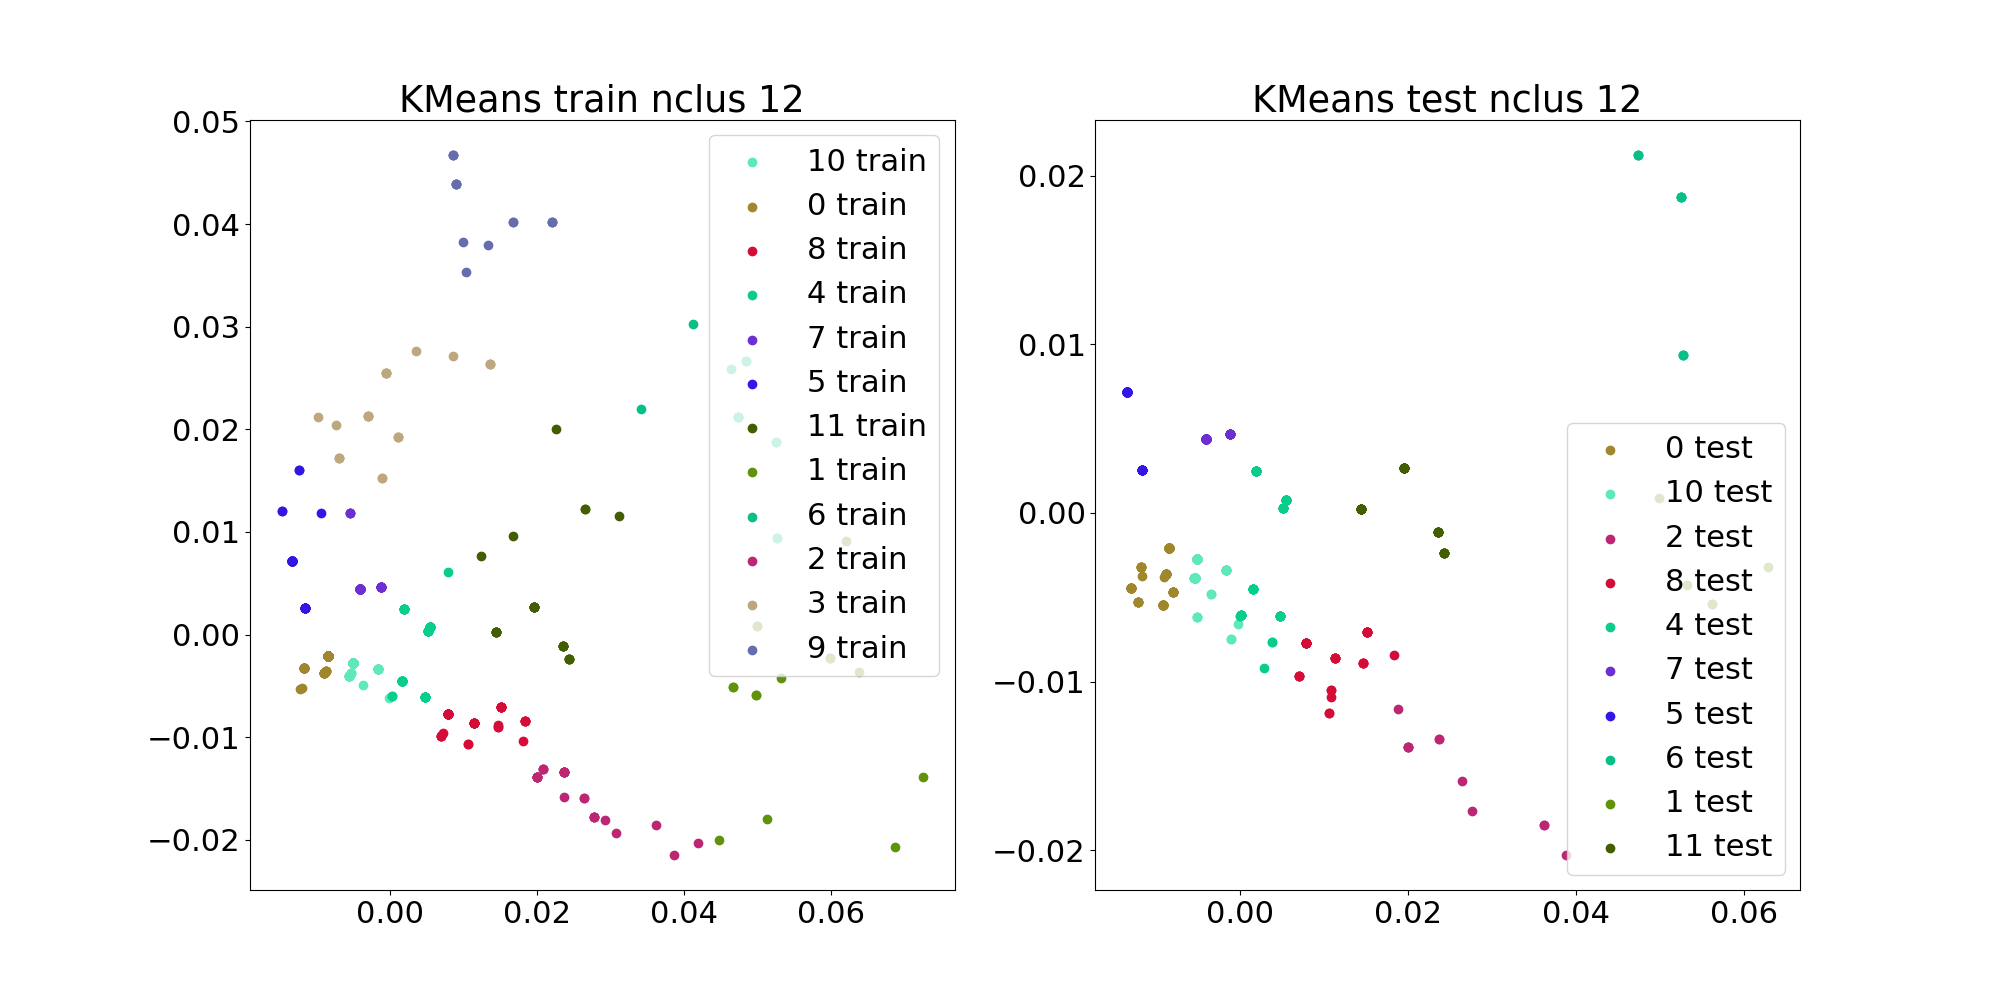 KMeans train nclus 12
0.05
0.04
0.03
0.02
0.01
0.00
−0.01
−0.02
0.00 0.02 0.04 0.06
10 train
0 train
8 train
4 train
7 train
5 train
11 train
1 train
6 train
2 train
3 train
9 train
KMeans test nclus 12
0.02
0.01
0.00
−0.01
−0.02
0.00 0.02 0.04 0.06
0 test
10 test
2 test
8 test
4 test
7 test
5 test
6 test
1 test
11 test